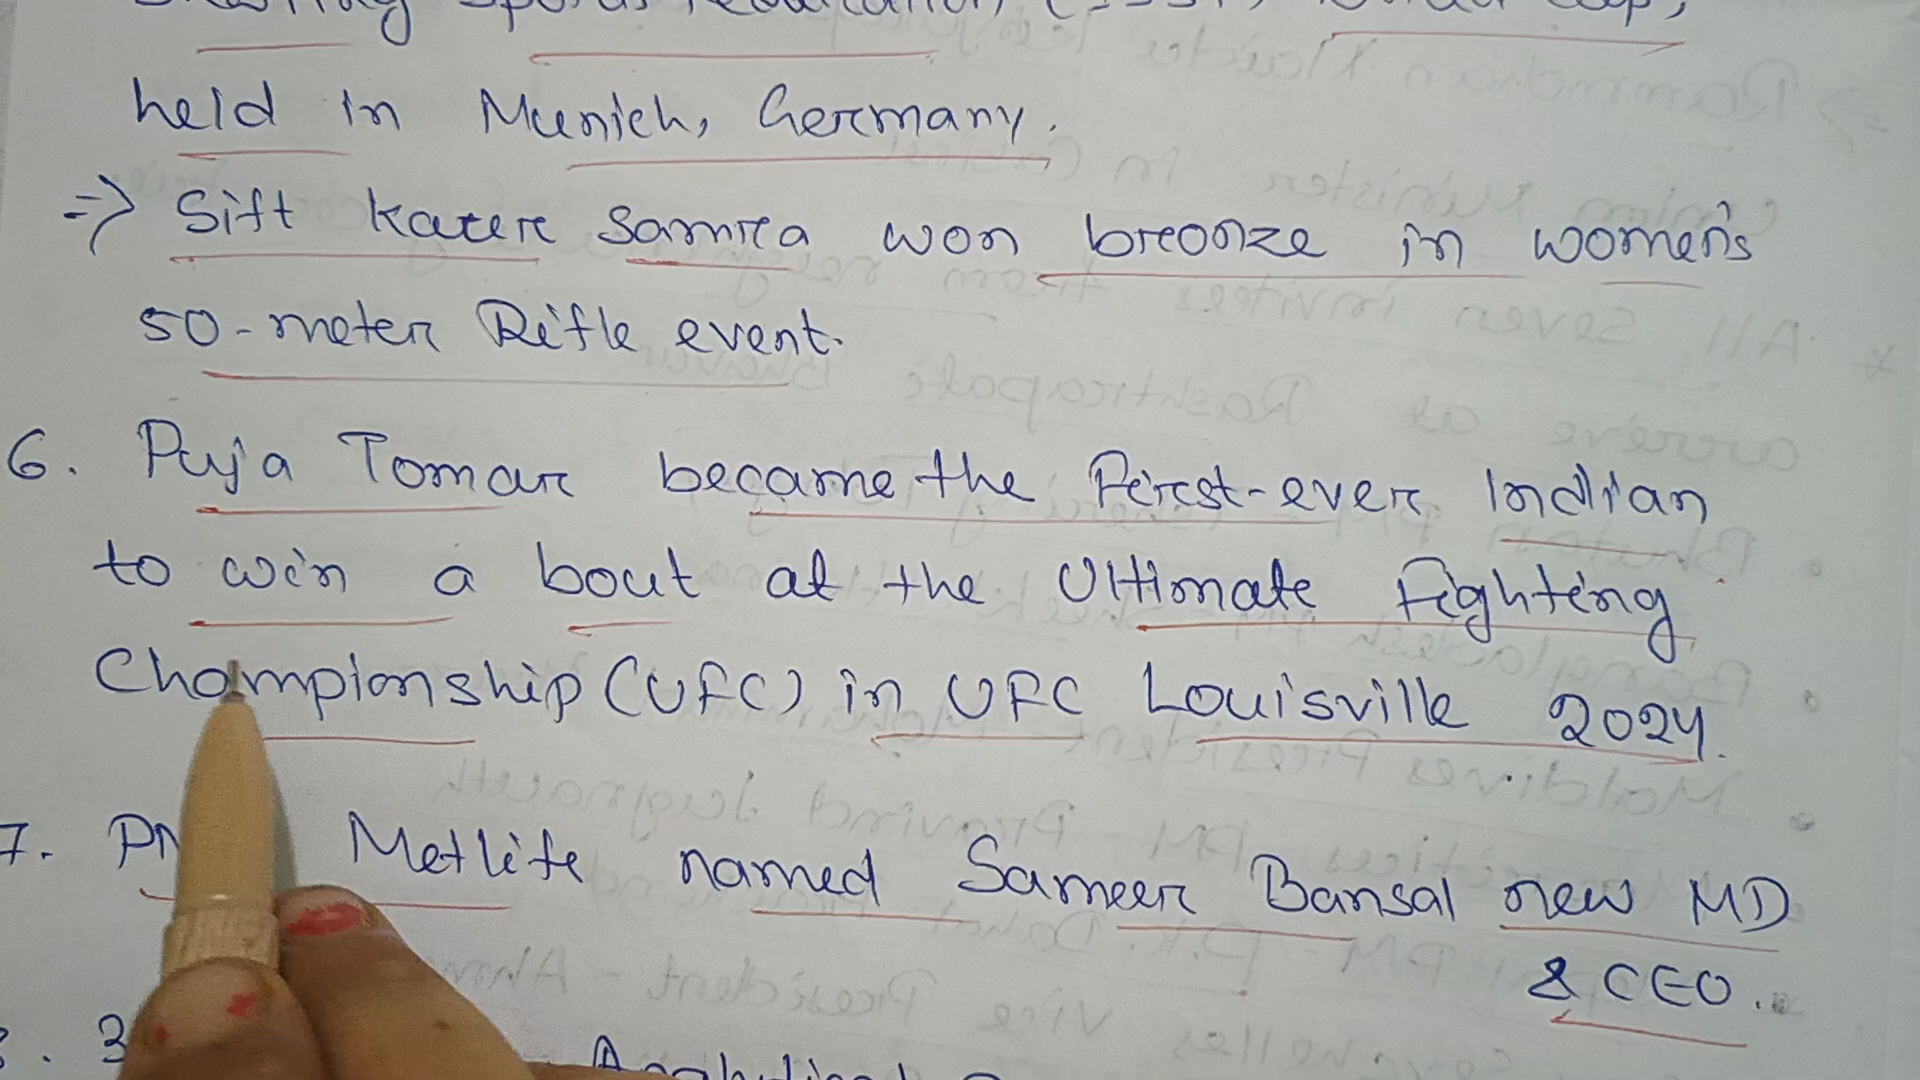 held in Munich, Germany.
=> Sift Kaur Samra won bronze in women's
50-meter Rifle event.
6. Puja Tomar became the First-ever Indian
to win a bout at the Ultimate Fighting
Championship (UFC) in UFC Louisville 2024.
7. Metlife named Sameer Bansal new MD
& CEO.